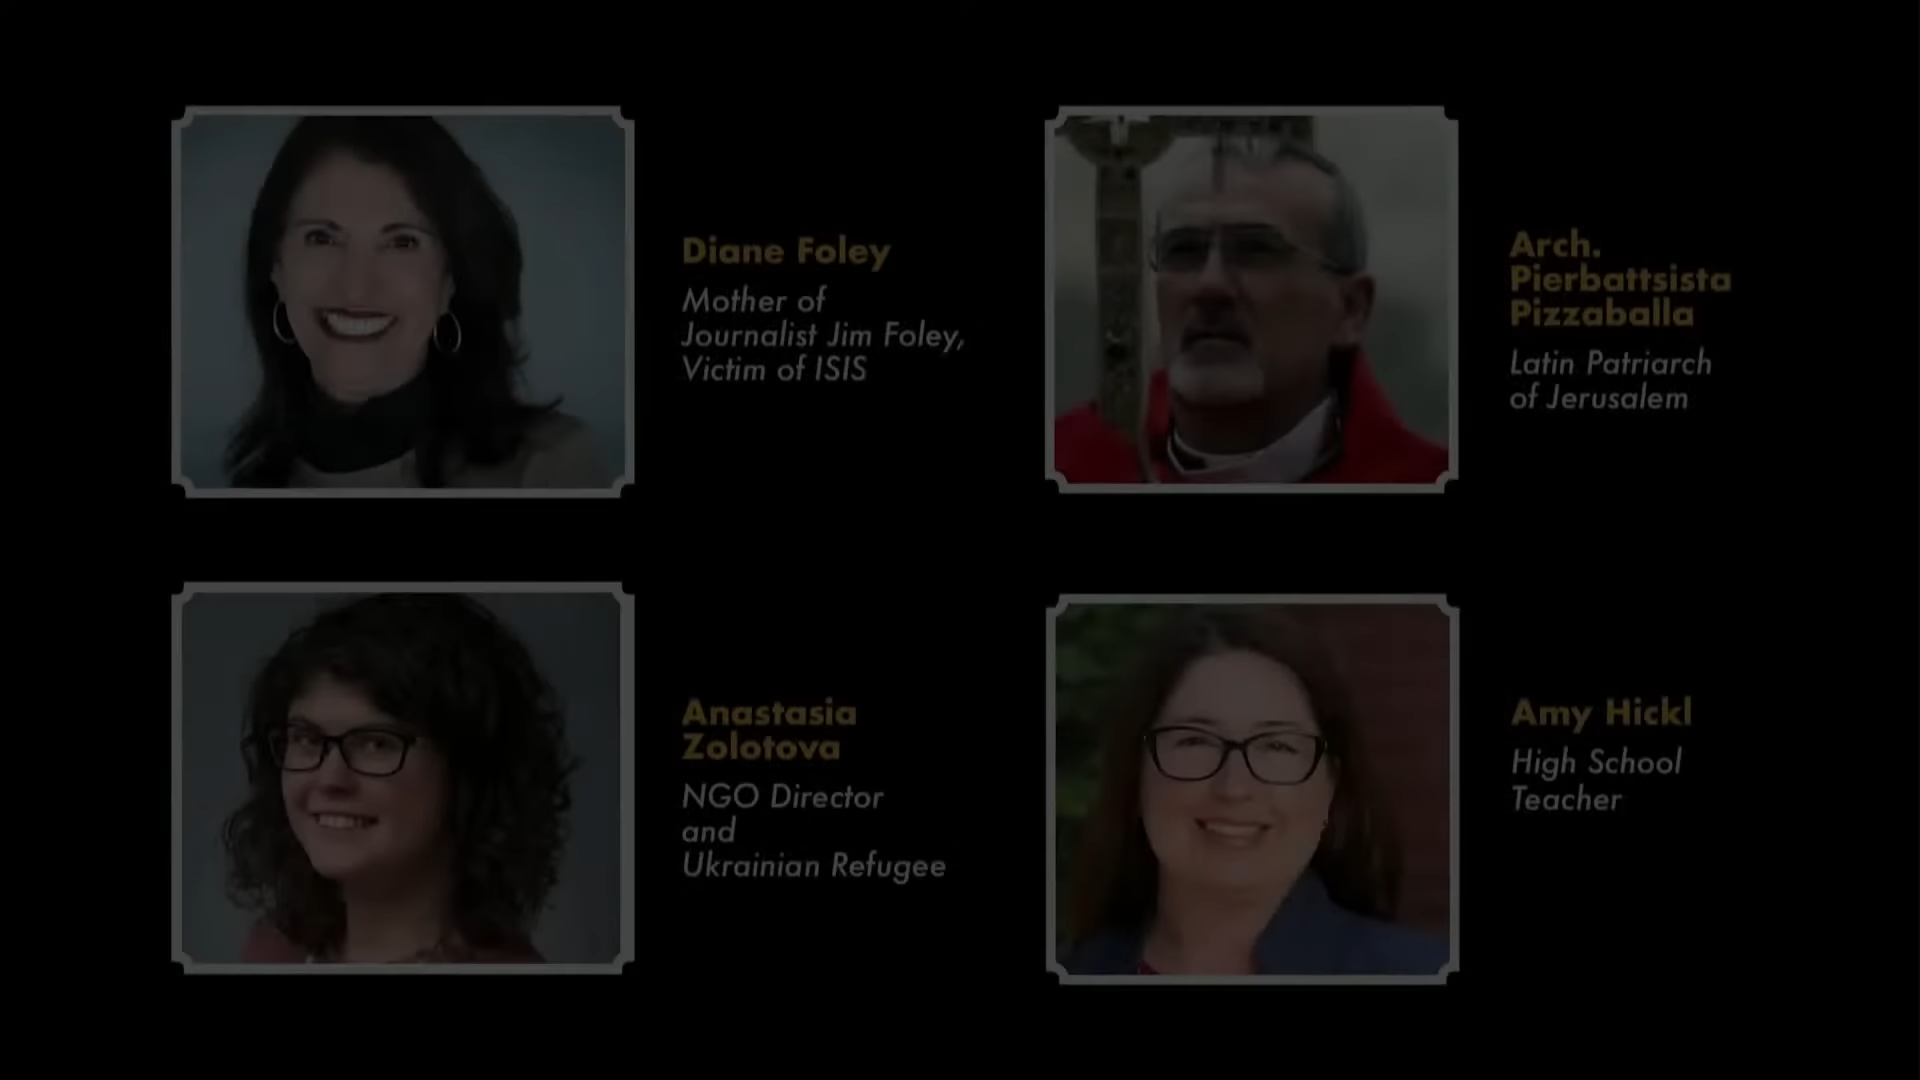 Diane Foley
Mother of
Journalist Jim Foley,
Victim of ISIS
Arch.
Pierbattsista
Pizzaballa
Latin Patriarch
of Jerusalem
Anastasia
Zolotova
NGO Director
and
Ukrainian Refugee
Amy Hickl
High School
Teacher